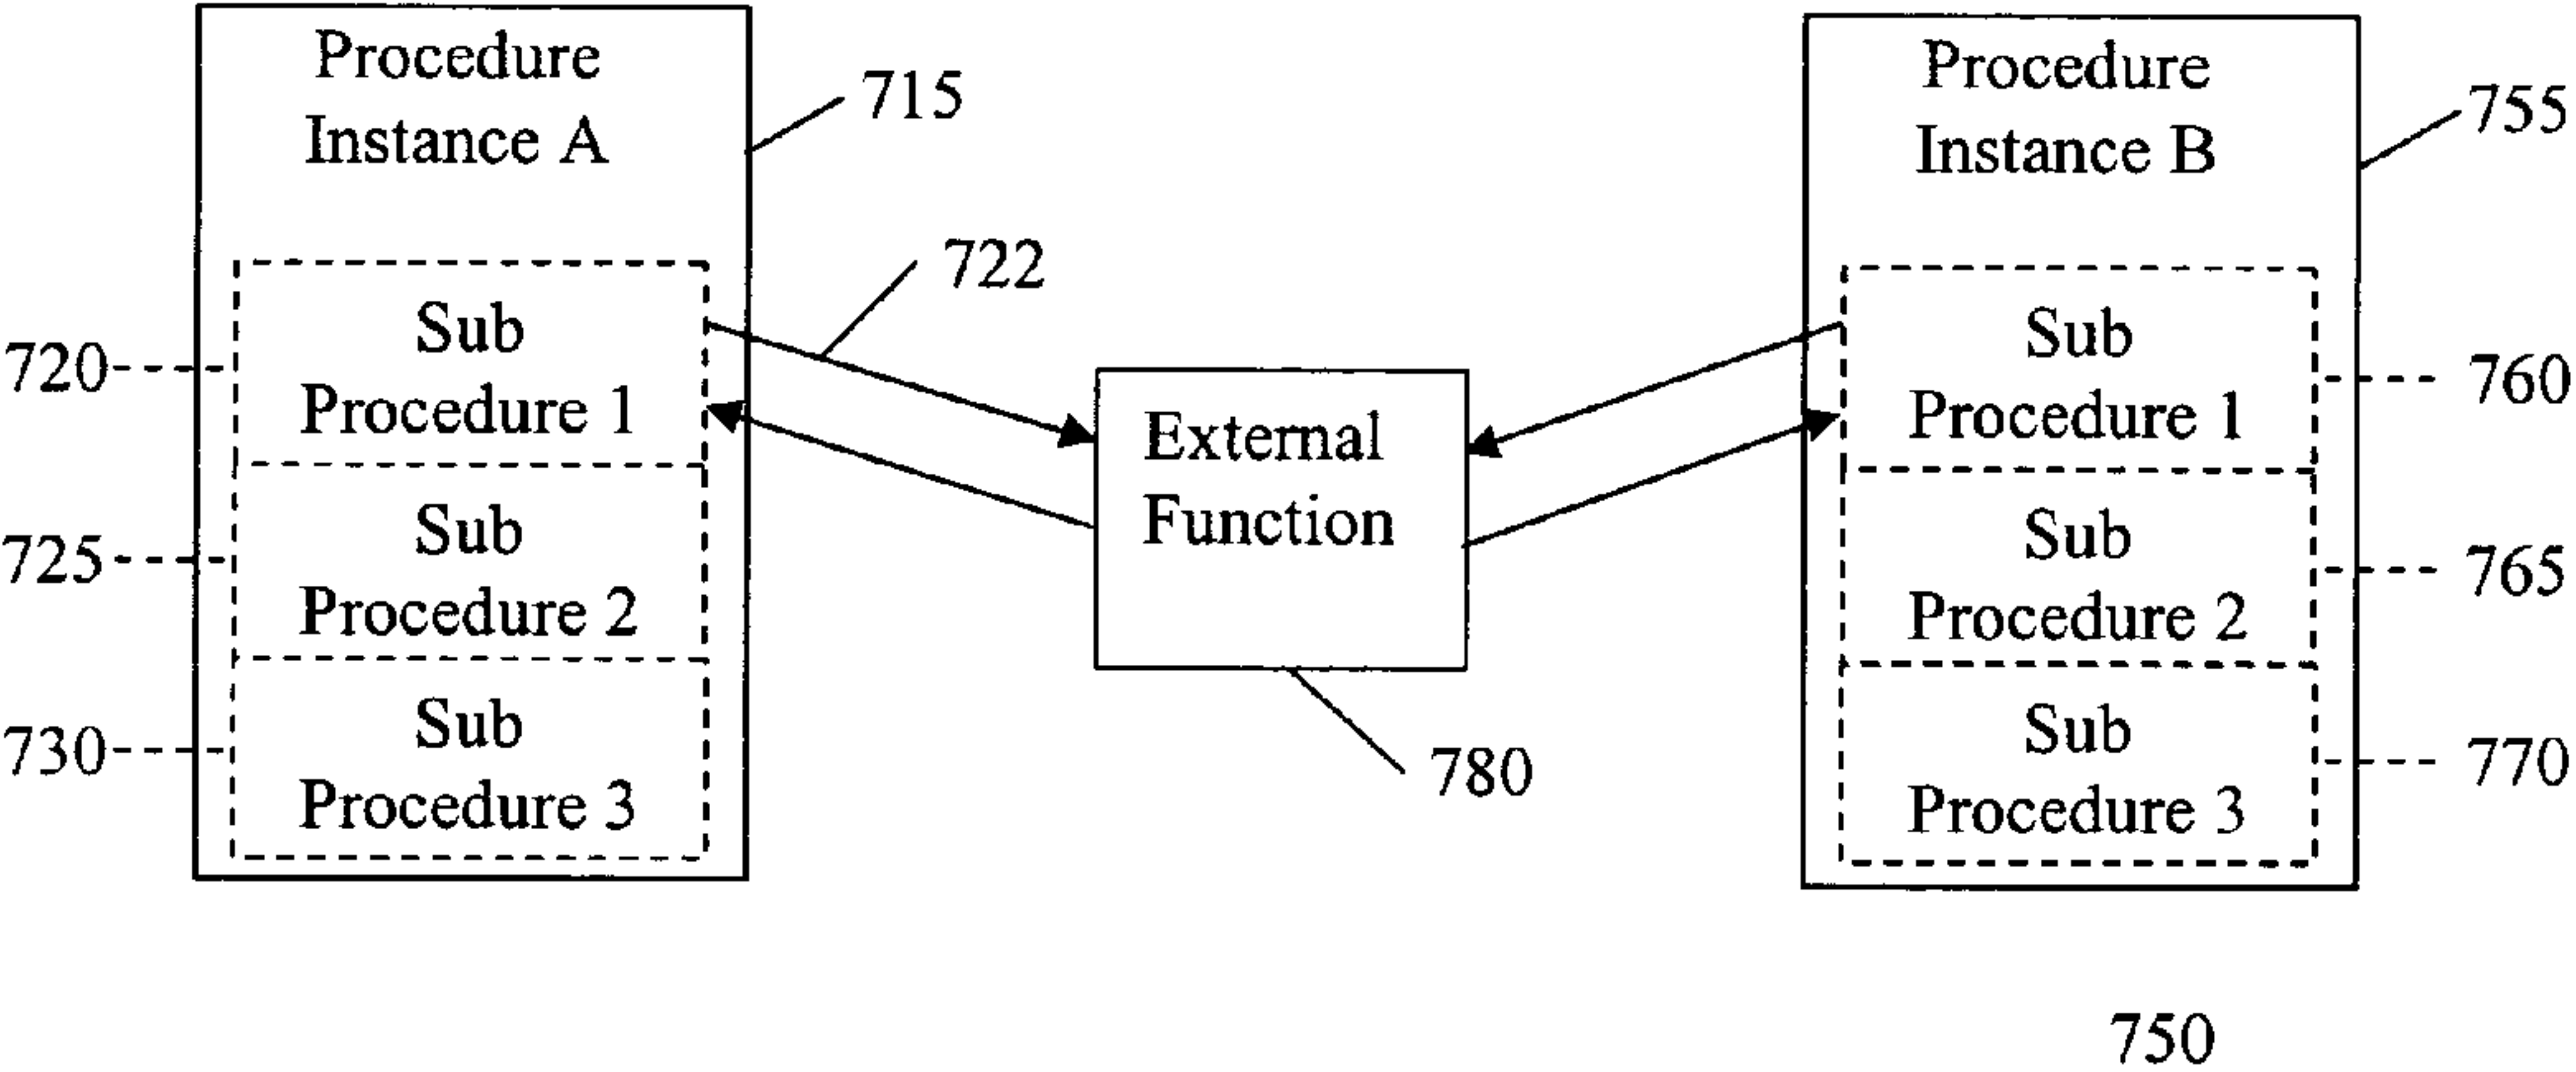 Procedure
Instance A
715
722
720
Sub
Procedure 1
725
Sub
Procedure 2
730
Sub
Procedure 3
External
Function
780
Procedure
Instance B
755
Sub
Procedure 1
760
Sub
Procedure 2
765
Sub
Procedure 3
770
750